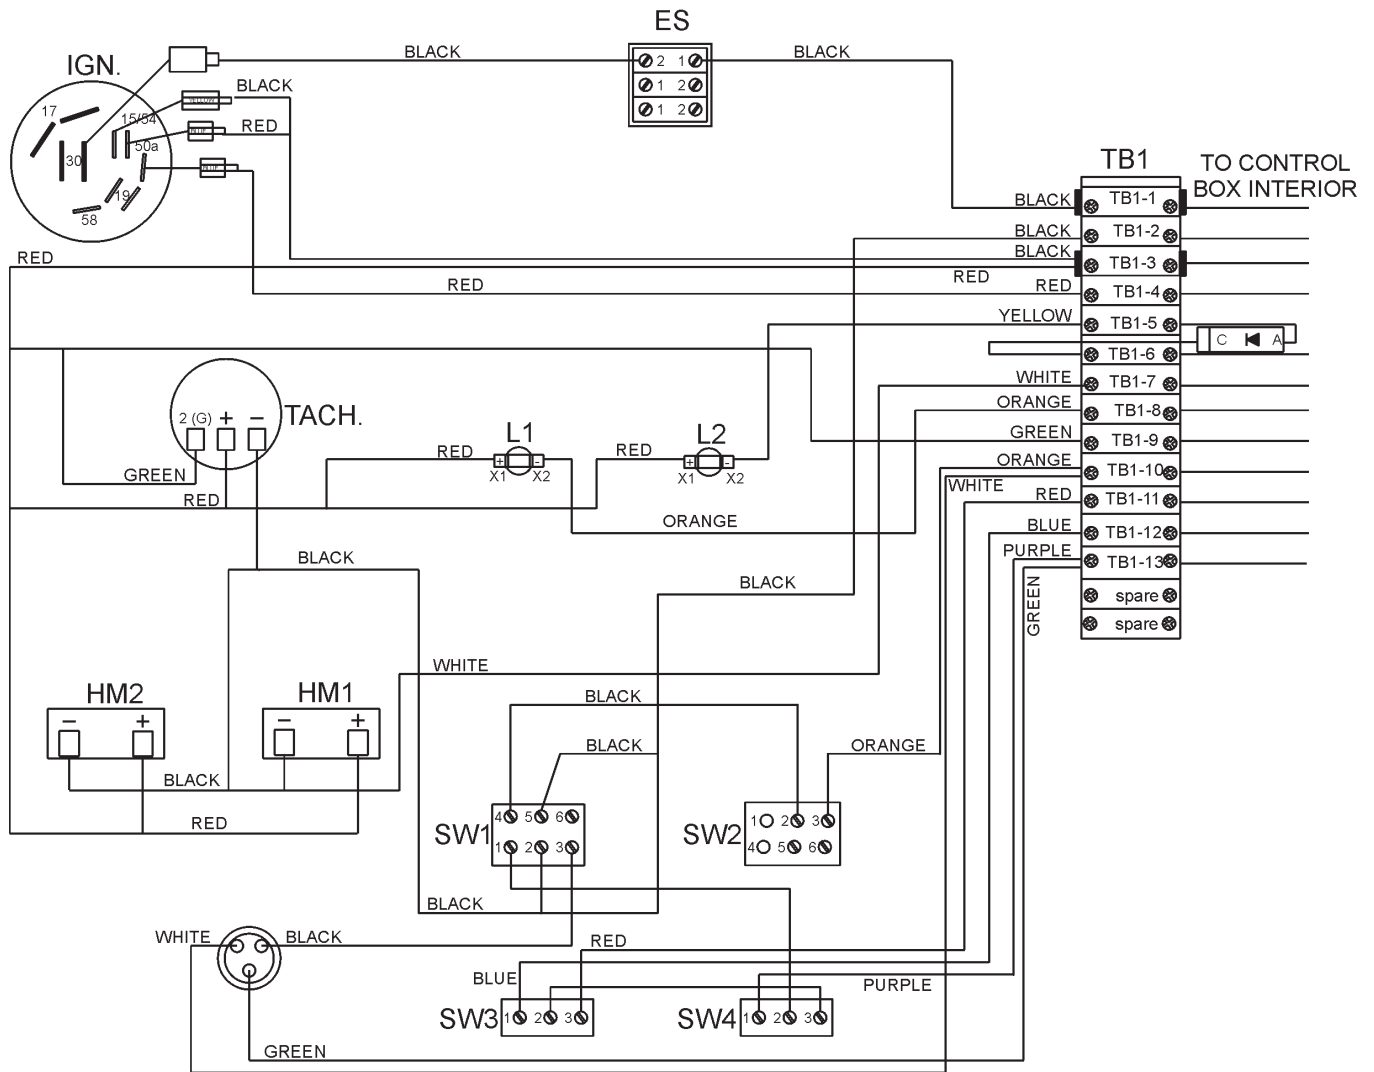 ES
BLACK
2 1
BLACK
1 2
1 2
IGN.
BLACK
YELLOW
17
15/54
RED
BLUE
50a
30
BLUE
19
58
TB1
TO CONTROL
BOX INTERIOR
BLACK
TB1-1
BLACK
TB1-2
BLACK
TB1-3
RED
RED
RED
RED
TB1-4
YELLOW
TB1-5
C A
TB1-6
WHITE
TB1-7
ORANGE
TB1-8
GREEN
TB1-9
ORANGE
TB1-10
WHITE
RED
TB1-11
BLUE
TB1-12
PURPLE
TB1-13
GREEN
spare
spare
2 (G) + −
TACH.
GREEN
RED
RED
L1
+ -
X1 X2
RED
L2
+ -
X1 X2
ORANGE
BLACK
BLACK
WHITE
HM2
− +
HM1
− +
BLACK
RED
BLACK
BLACK
ORANGE
4 5 6
SW1
1 2 3
SW2
1 2 3
4 5 6
BLACK
WHITE
BLACK
RED
BLUE
PURPLE
SW3
1 2 3
SW4
1 2 3
GREEN